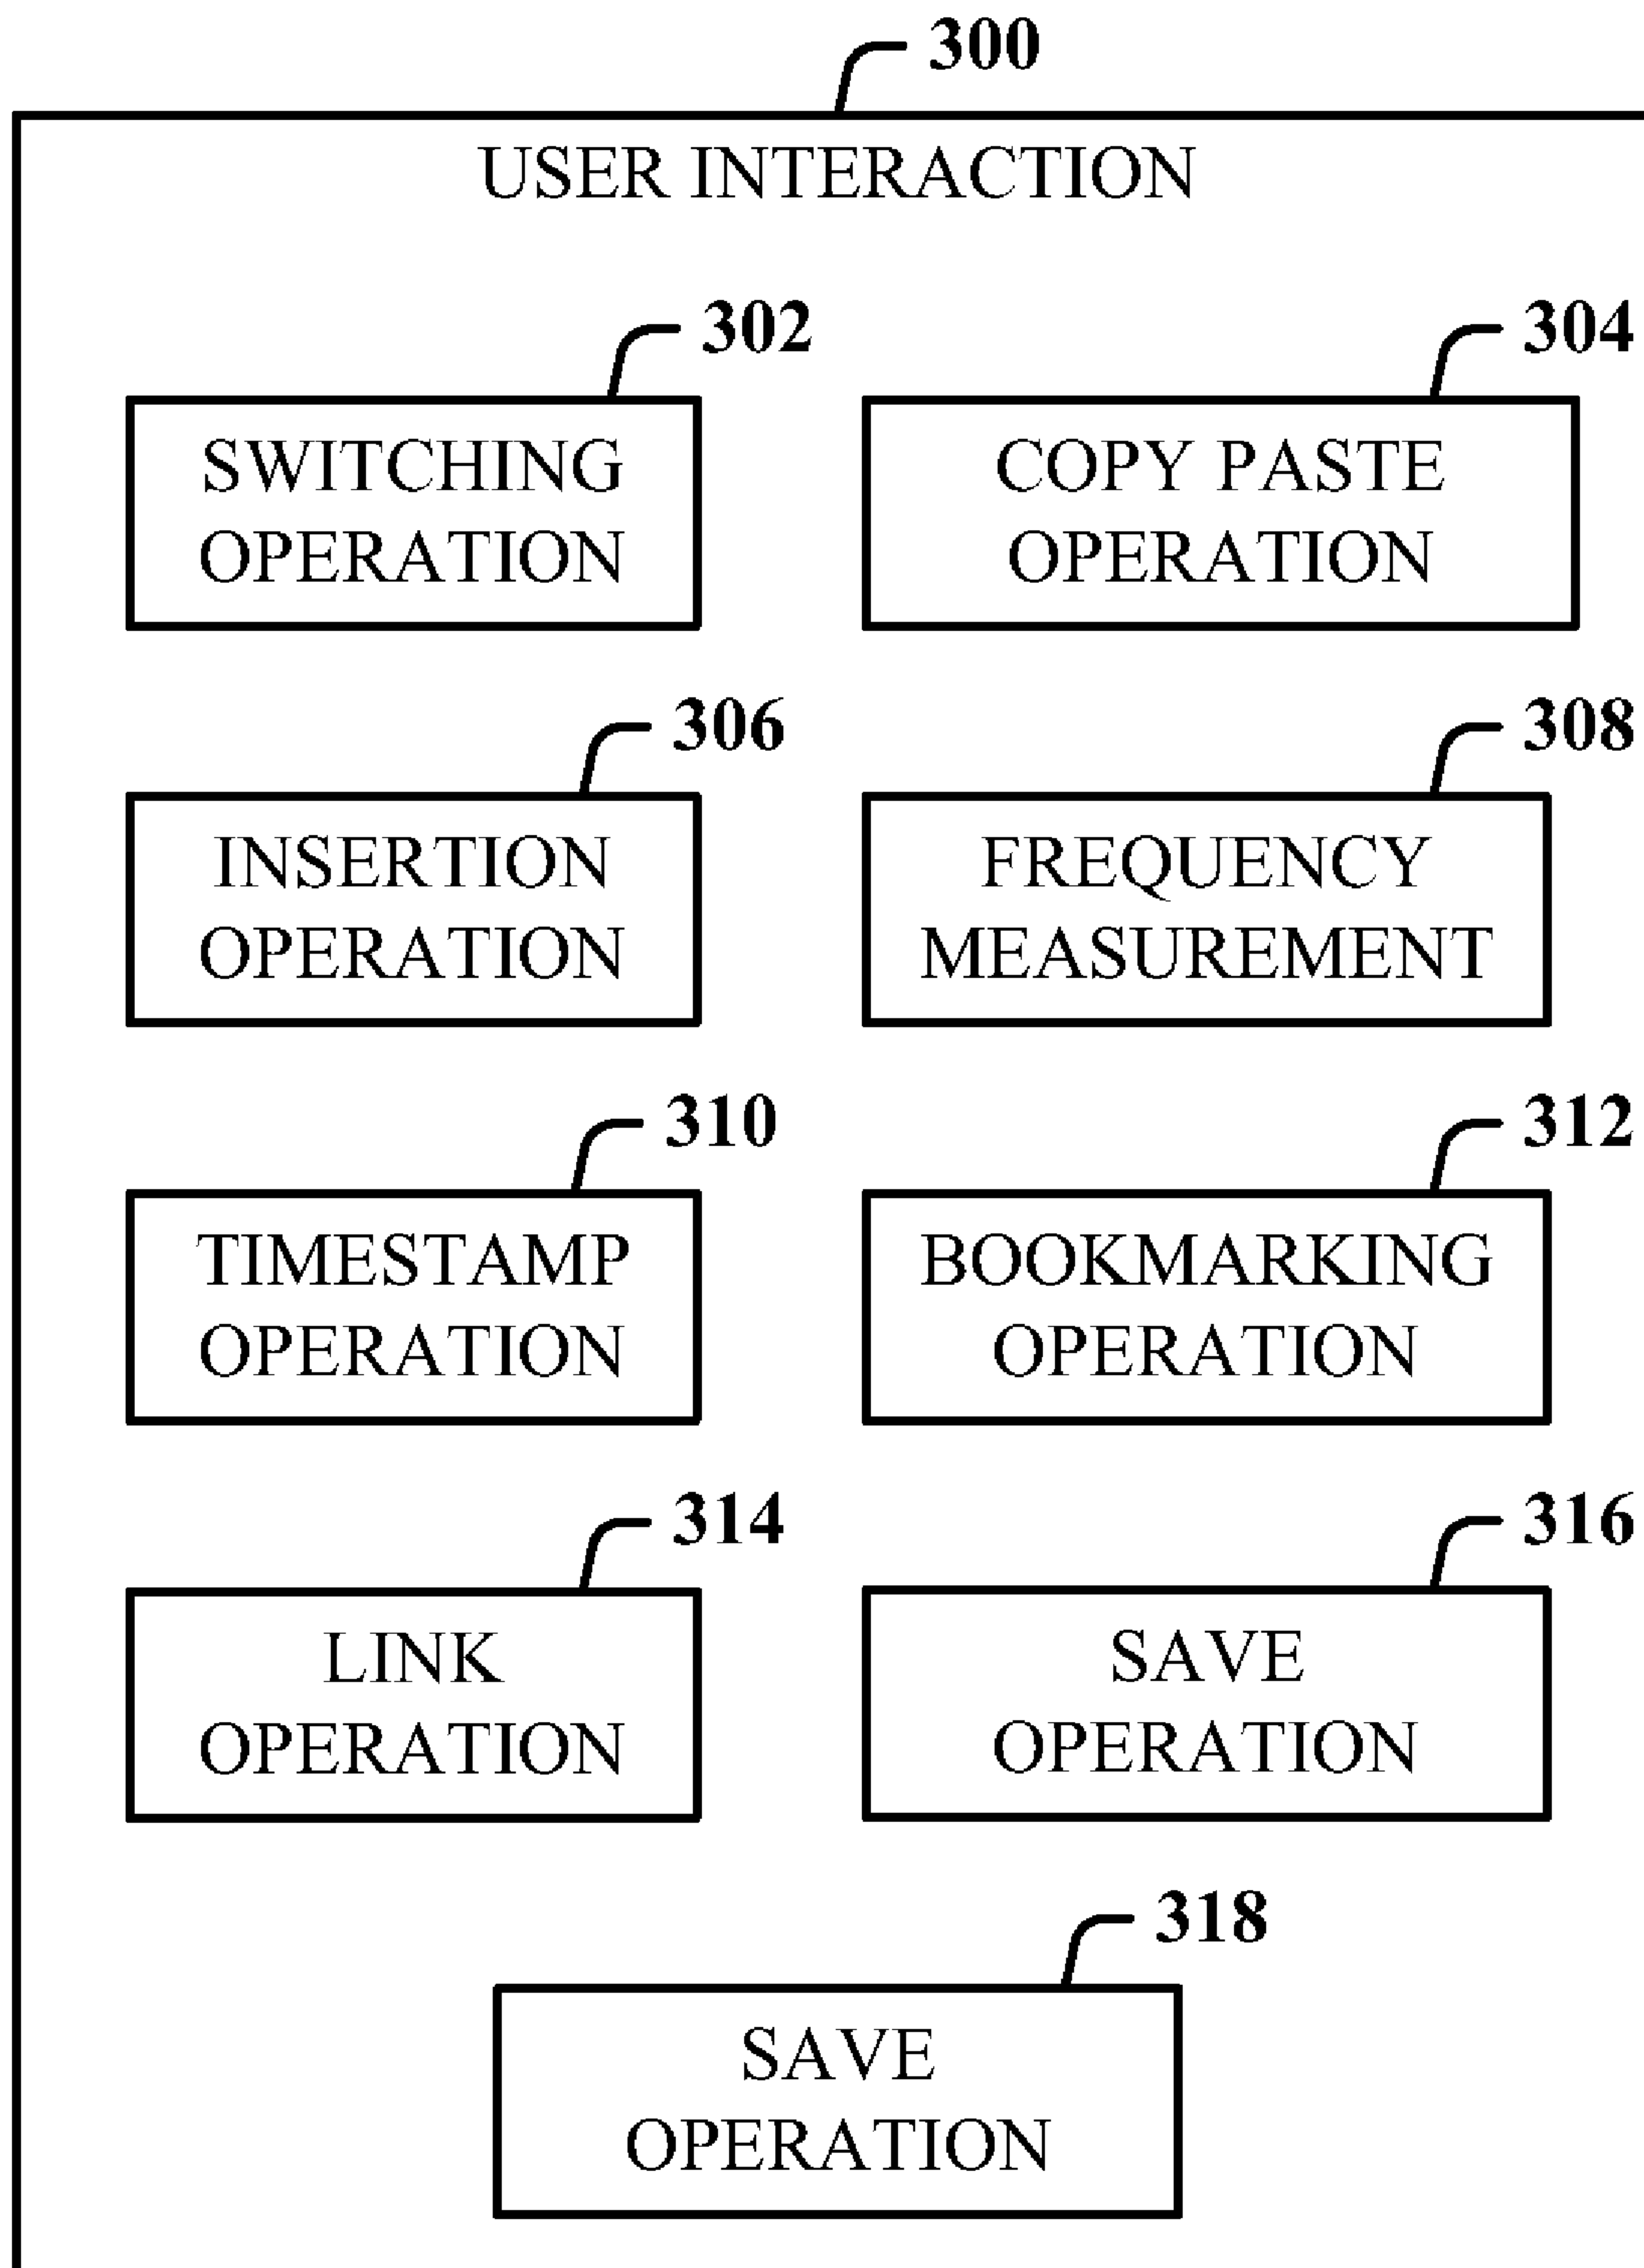 300
USER INTERACTION
302
SWITCHING
OPERATION
304
COPY PASTE
OPERATION
306
INSERTION
OPERATION
308
FREQUENCY
MEASUREMENT
310
TIMESTAMP
OPERATION
312
BOOKMARKING
OPERATION
314
LINK
OPERATION
316
SAVE
OPERATION
318
SAVE
OPERATION